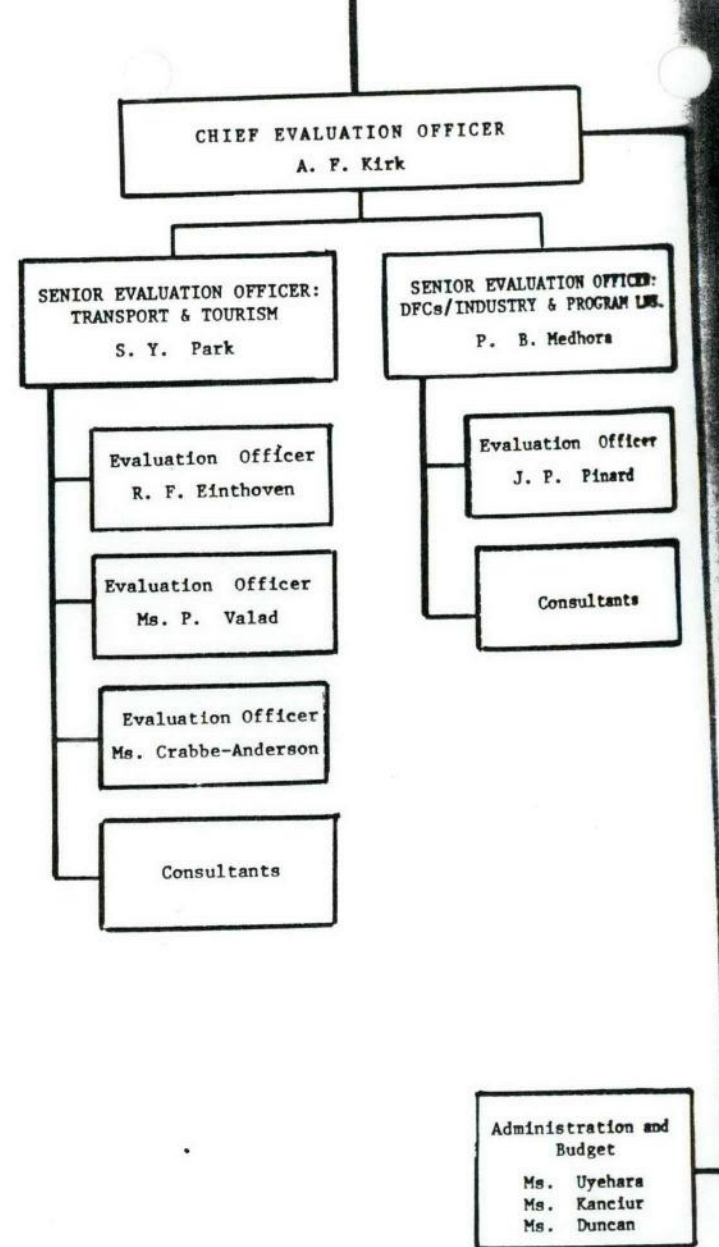 CHIEF EVALUATION OFFICER
A. F. Kirk
SENIOR EVALUATION OFFICER:
TRANSPORT & TOURISM
S. Y. Park
SENIOR EVALUATION OFFICER:
DFCs/INDUSTRY & PROGRAM LNS.
P. B. Medhora
Evaluation Officer
R. F. Einthoven
Evaluation Officer
Ms. P. Valad
Evaluation Officer
Ms. Crabbe-Anderson
Consultants
Evaluation Officer
J. P. Pinard
Consultants
Administration and
Budget
Ms. Uyehara
Ms. Kanciur
Ms. Duncan